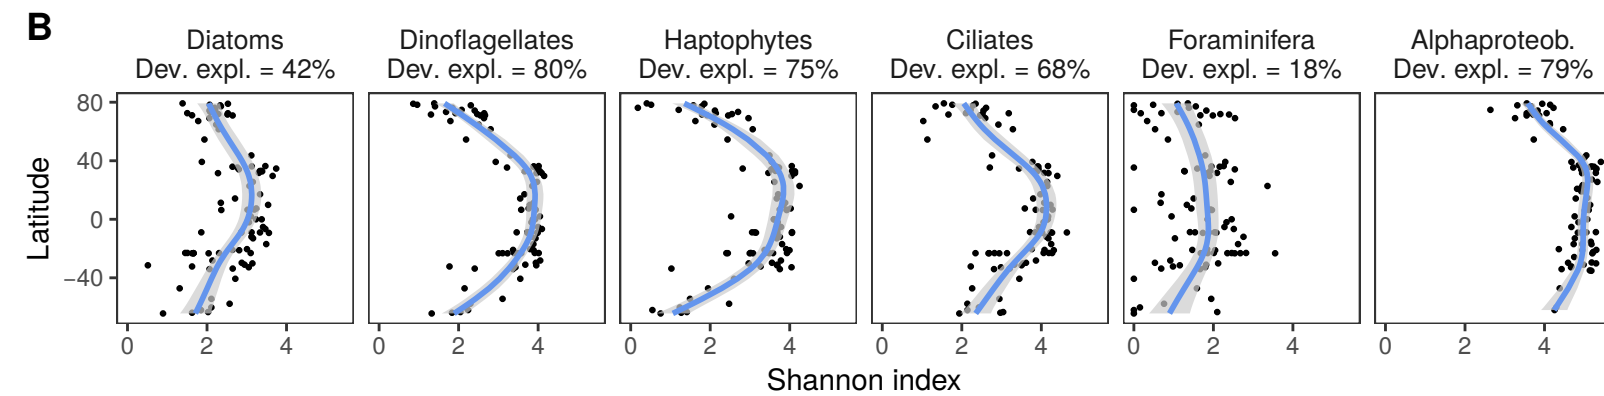 B
Diatoms
Dev. expl. = 42%
Dinoflagellates
Dev. expl. = 80%
Haptophytes
Dev. expl. = 75%
Ciliates
Dev. expl. = 68%
Foraminifera
Dev. expl. = 18%
Alphaproteob.
Dev. expl. = 79%
Latitude
80
40
0
−40
0 2 4
0 2 4
0 2 4
0 2 4
0 2 4
0 2 4
Shannon index